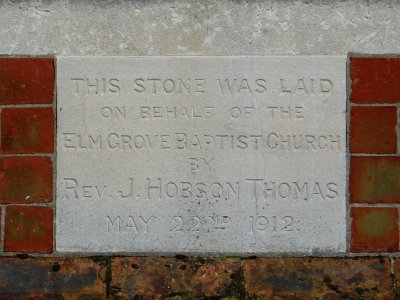 THIS STONE WAS LAID
ON BEHALF OF THE
ELM GROVE BAPTIST CHURCH
BY
REV. J. HOBSON THOMAS
MAY 22ND 1912.